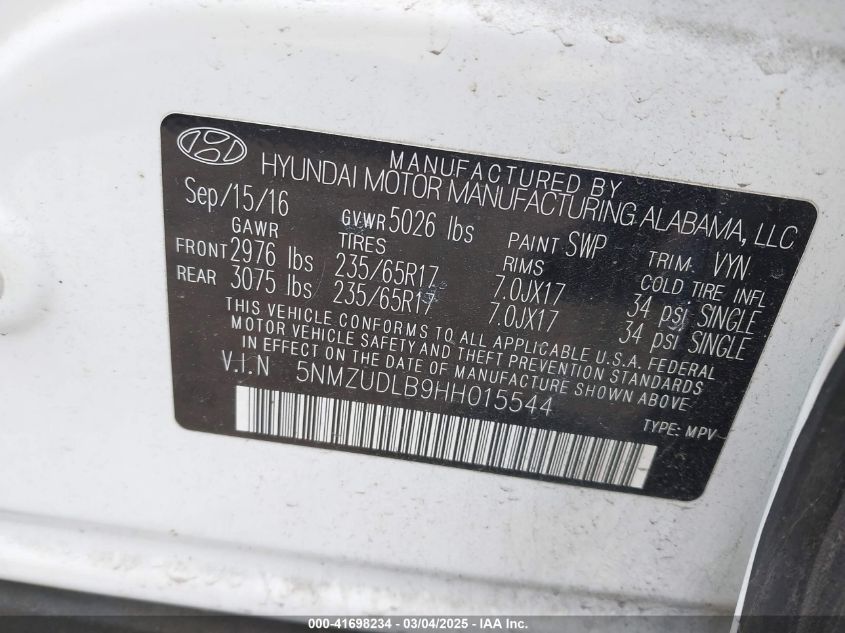 MANUFACTURED BY
HYUNDAI MOTOR MANUFACTURING ALABAMA, LLC
Sep/15/16 GVWR 5026 lbs PAINT SWP TRIM VYN
GAWR TIRES RIMS COLD TIRE INFL
FRONT 2976 lbs 235/65R17 7.0JX17 34 psi SINGLE
REAR 3075 lbs 235/65R17 7.0JX17 34 psi SINGLE
THIS VEHICLE CONFORMS TO ALL APPLICABLE U.S.A. FEDERAL
MOTOR VEHICLE SAFETY AND THEFT PREVENTION STANDARDS
IN EFFECT ON THE DATE OF MANUFACTURE SHOWN ABOVE
V.I.N 5NMZUDLB9HH015544
TYPE: MPV
000-41698234 - 03/04/2025 - IAA Inc.